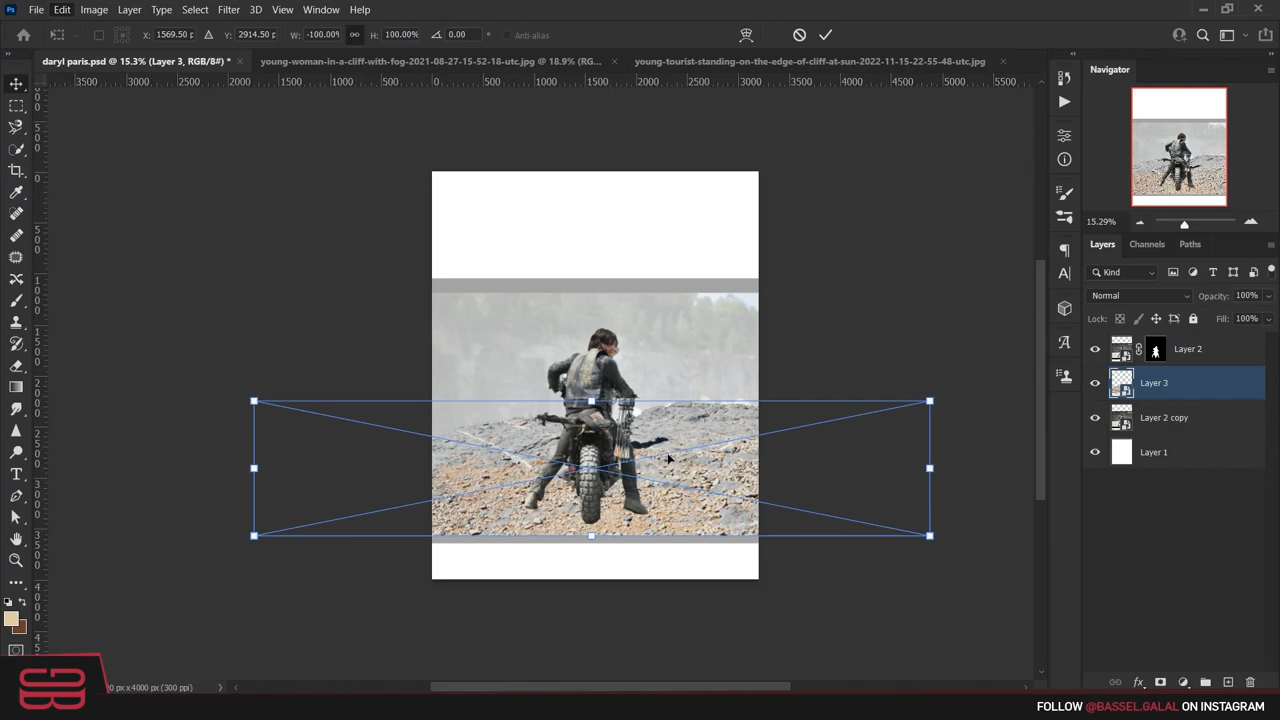 Ps File Edit Image Layer Type Select Filter 3D View Window Help
X: 1569.50 p Y: 2914.50 p W: -100.00% H: 100.00% 0.00 ° Anti-alias
daryl paris.psd @ 15.3% (Layer 3, RGB/8#) * × young-woman-in-a-cliff-with-fog-2021-08-27-15-52-18-utc.jpg @ 18.9% (RG... × young-tourist-standing-on-the-edge-of-cliff-at-sun-2022-11-15-22-55-48-utc.jpg ×
3500 3000 2500 2000 1500 1000 500 0 500 1000 1500 2000 2500 3000 3500 4000 4500 5000 5500
Navigator
15.29%
Layers Channels Paths
Kind
Normal Opacity: 100%
Lock: Fill: 100%
Layer 2
Layer 3
Layer 2 copy
Layer 1
0 px x 4000 px (300 ppi)
GB
FOLLOW @BASSEL.GALAL ON INSTAGRAM